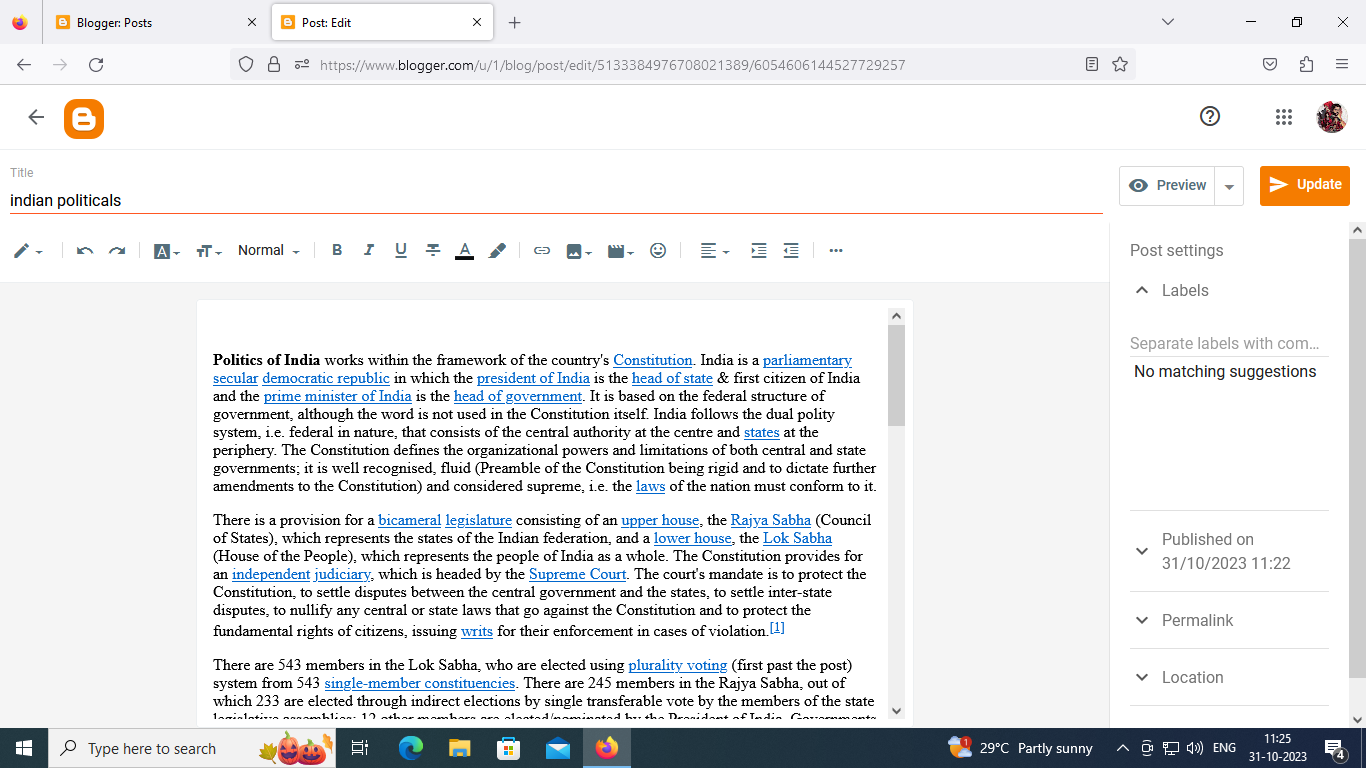 Blogger: Posts
Post: Edit
https://www.blogger.com/u/1/blog/post/edit/5133384976708021389/6054606144527729257
Title
indian politicals
Preview
Update
Normal
Post settings
Labels
Separate labels with com…
No matching suggestions
Published on
31/10/2023 11:22
Permalink
Location
Politics of India works within the framework of the country's Constitution. India is a parliamentary
secular democratic republic in which the president of India is the head of state & first citizen of India
and the prime minister of India is the head of government. It is based on the federal structure of
government, although the word is not used in the Constitution itself. India follows the dual polity
system, i.e. federal in nature, that consists of the central authority at the centre and states at the
periphery. The Constitution defines the organizational powers and limitations of both central and state
governments; it is well recognised, fluid (Preamble of the Constitution being rigid and to dictate further
amendments to the Constitution) and considered supreme, i.e. the laws of the nation must conform to it.
There is a provision for a bicameral legislature consisting of an upper house, the Rajya Sabha (Council
of States), which represents the states of the Indian federation, and a lower house, the Lok Sabha
(House of the People), which represents the people of India as a whole. The Constitution provides for
an independent judiciary, which is headed by the Supreme Court. The court's mandate is to protect the
Constitution, to settle disputes between the central government and the states, to settle inter-state
disputes, to nullify any central or state laws that go against the Constitution and to protect the
fundamental rights of citizens, issuing writs for their enforcement in cases of violation.[1]
There are 543 members in the Lok Sabha, who are elected using plurality voting (first past the post)
system from 543 single-member constituencies. There are 245 members in the Rajya Sabha, out of
which 233 are elected through indirect elections by single transferable vote by the members of the state
legislative assemblies; 12 other members are elected/nominated by the President of India. Governments
Type here to search
1
29°C Partly sunny
ENG
11:25
31-10-2023
4